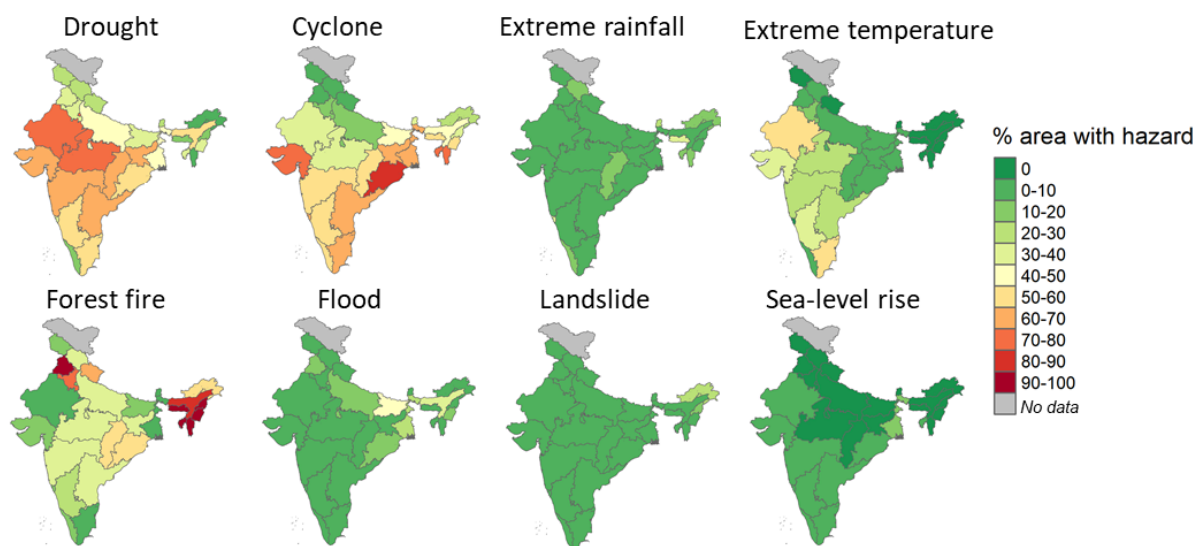 Drought
Cyclone
Extreme rainfall
Extreme temperature
Forest fire
Flood
Landslide
Sea-level rise
% area with hazard
0
0-10
10-20
20-30
30-40
40-50
50-60
60-70
70-80
80-90
90-100
No data